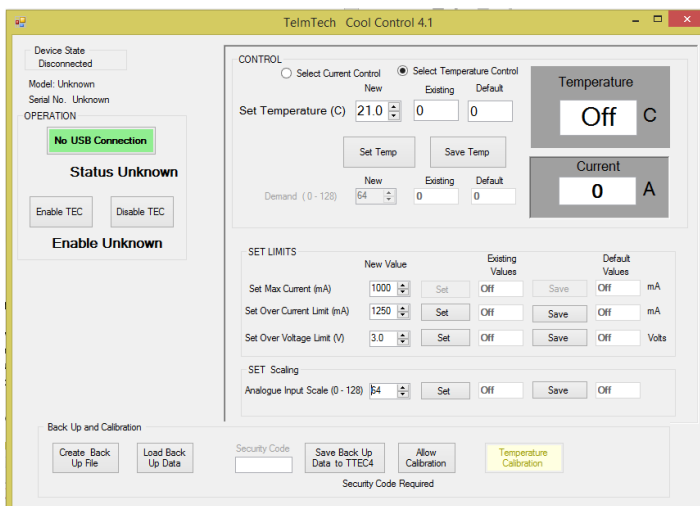 TelmTech Cool Control 4.1
Device State
Disconnected
Model: Unknown
Serial No. Unknown
OPERATION
No USB Connection
Status Unknown
Enable TEC Disable TEC
Enable Unknown
CONTROL
Select Current Control Select Temperature Control
New Existing Default
Set Temperature (C) 21.0 0 0
Set Temp Save Temp
New Existing Default
Demand ( 0 - 128) 64 0 0
Temperature
Off C
Current
0 A
SET LIMITS
New Value Existing Values Default Values
Set Max Current (mA) 1000 Set Off Save Off mA
Set Over Current Limit (mA) 1250 Set Off Save Off mA
Set Over Voltage Limit (V) 3.0 Set Off Save Off Volts
SET Scaling
Analogue Input Scale (0 - 128) 64 Set Off Save Off
Back Up and Calibration
Create Back Up File
Load Back Up Data
Security Code
Save Back Up Data to TTEC4
Allow Calibration
Temperature Calibration
Security Code Required